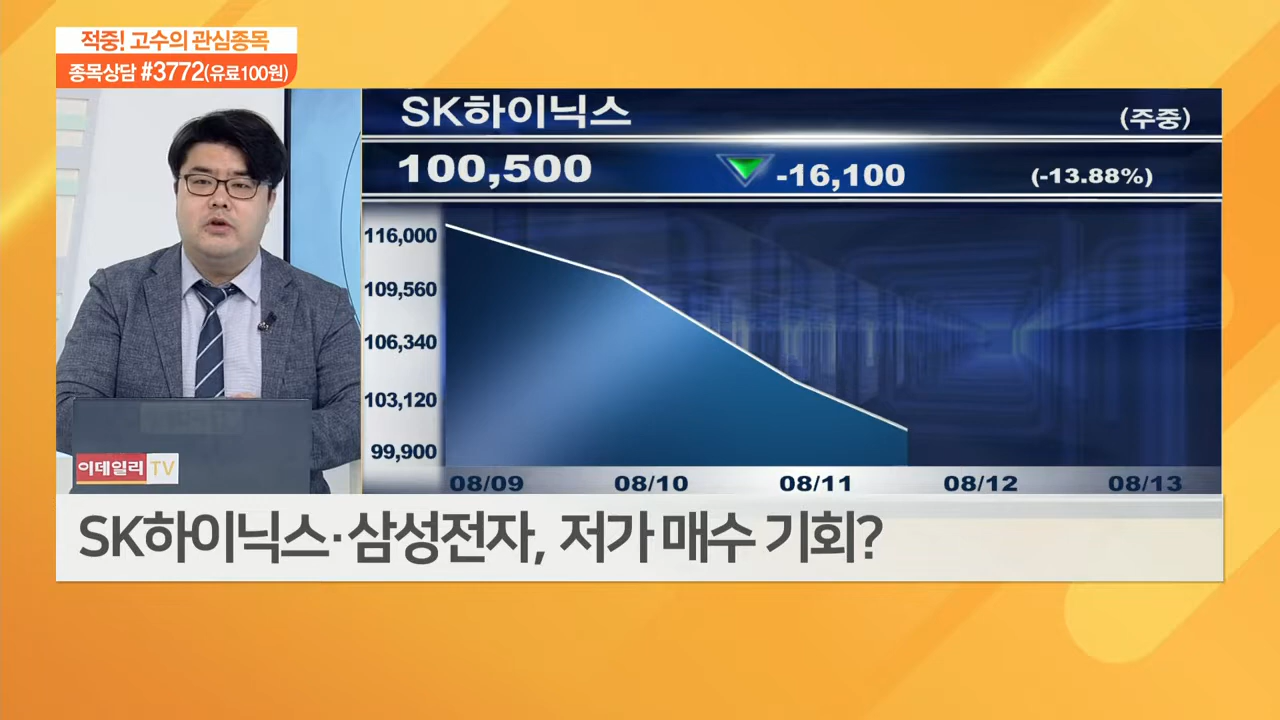 적중! 고수의 관심종목
종목상담 #3772(유료100원)
SK하이닉스 (주중)
100,500 -16,100 (-13.88%)
116,000
109,560
106,340
103,120
99,900
08/09 08/10 08/11 08/12 08/13
이데일리 TV
SK하이닉스·삼성전자, 저가 매수 기회?